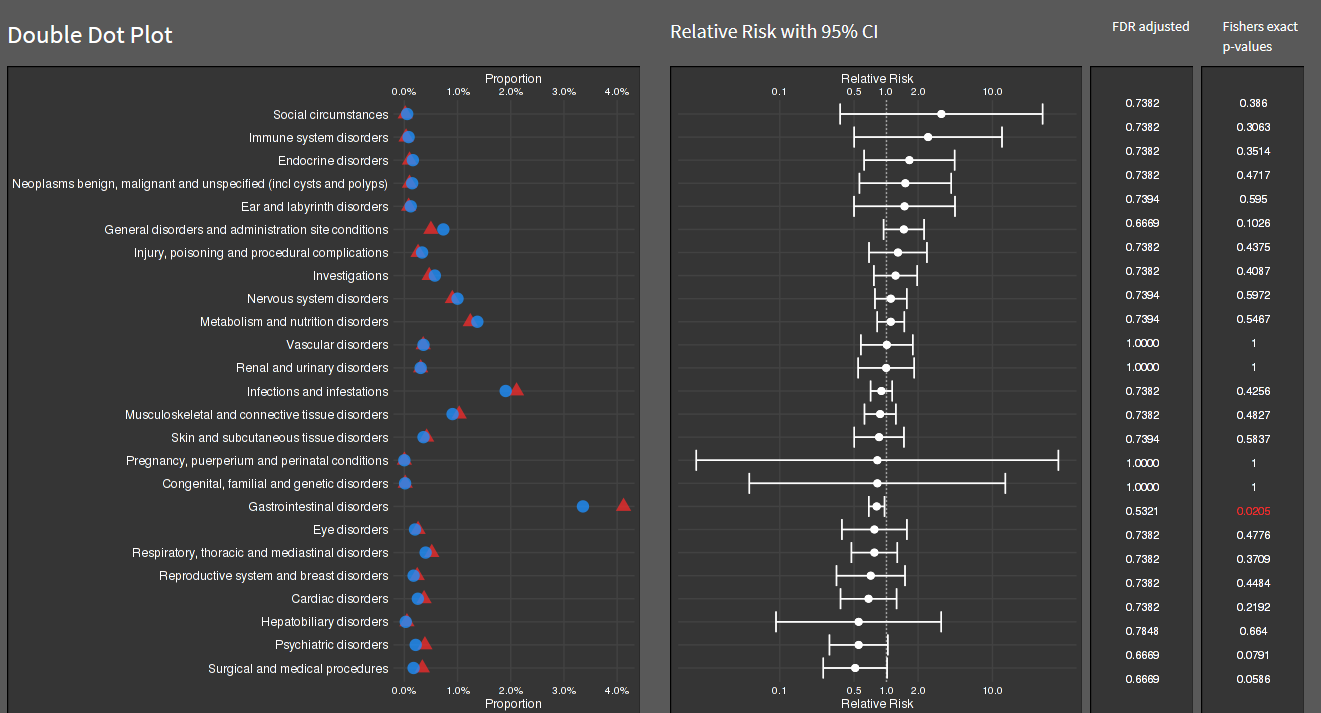 Double Dot Plot
Relative Risk with 95% CI
FDR adjusted
Fishers exact
p-values
Proportion
0.0% 1.0% 2.0% 3.0% 4.0%
Relative Risk
0.1 0.5 1.0 2.0 10.0
Social circumstances 0.7382 0.386
Immune system disorders 0.7382 0.3063
Endocrine disorders 0.7382 0.3514
Neoplasms benign, malignant and unspecified (incl cysts and polyps) 0.7382 0.4717
Ear and labyrinth disorders 0.7394 0.595
General disorders and administration site conditions 0.6669 0.1026
Injury, poisoning and procedural complications 0.7382 0.4375
Investigations 0.7382 0.4087
Nervous system disorders 0.7394 0.5972
Metabolism and nutrition disorders 0.7394 0.5467
Vascular disorders 1.0000 1
Renal and urinary disorders 1.0000 1
Infections and infestations 0.7382 0.4256
Musculoskeletal and connective tissue disorders 0.7382 0.4827
Skin and subcutaneous tissue disorders 0.7394 0.5837
Pregnancy, puerperium and perinatal conditions 1.0000 1
Congenital, familial and genetic disorders 1.0000 1
Gastrointestinal disorders 0.5321 0.0205
Eye disorders 0.7382 0.4776
Respiratory, thoracic and mediastinal disorders 0.7382 0.3709
Reproductive system and breast disorders 0.7382 0.4484
Cardiac disorders 0.7382 0.2192
Hepatobiliary disorders 0.7848 0.664
Psychiatric disorders 0.6669 0.0791
Surgical and medical procedures 0.6669 0.0586
0.0% 1.0% 2.0% 3.0% 4.0%
Proportion
0.1 0.5 1.0 2.0 10.0
Relative Risk